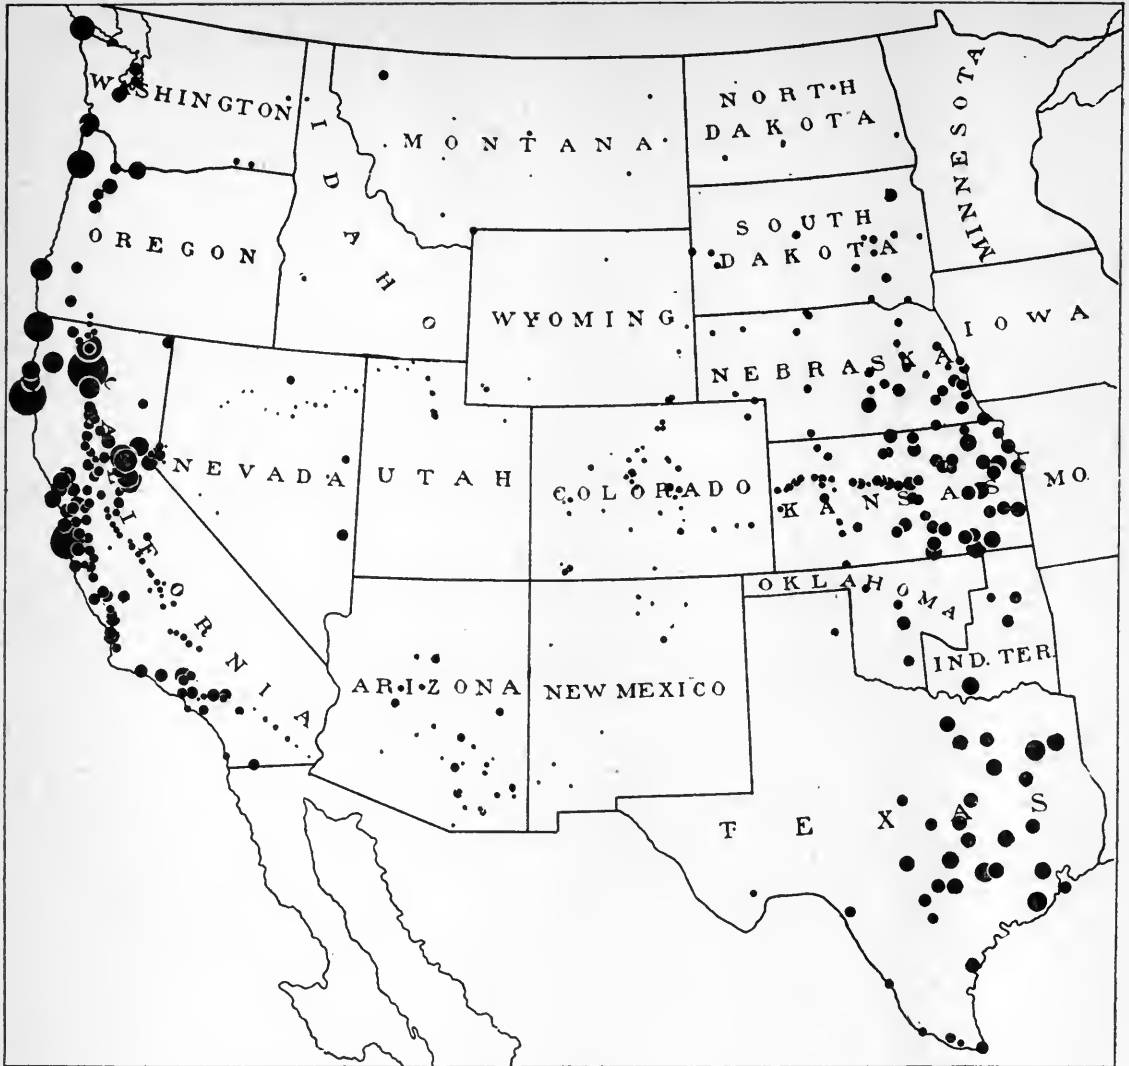 WASHINGTON
MONTANA
NORTH
DAKOTA
MINNESOTA
IDAHO
OREGON
SOUTH
DAKOTA
WYOMING
IOWA
NEBRASKA
CALIFORNIA
NEVADA
UTAH
COLORADO
KANSAS
MO.
OKLAHOMA
IND. TER.
ARIZONA
NEW MEXICO
TEXAS